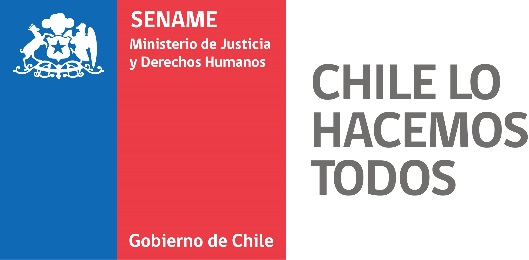 SENAME
Ministerio de Justicia
y Derechos Humanos
Gobierno de Chile
CHILE LO
HACEMOS
TODOS